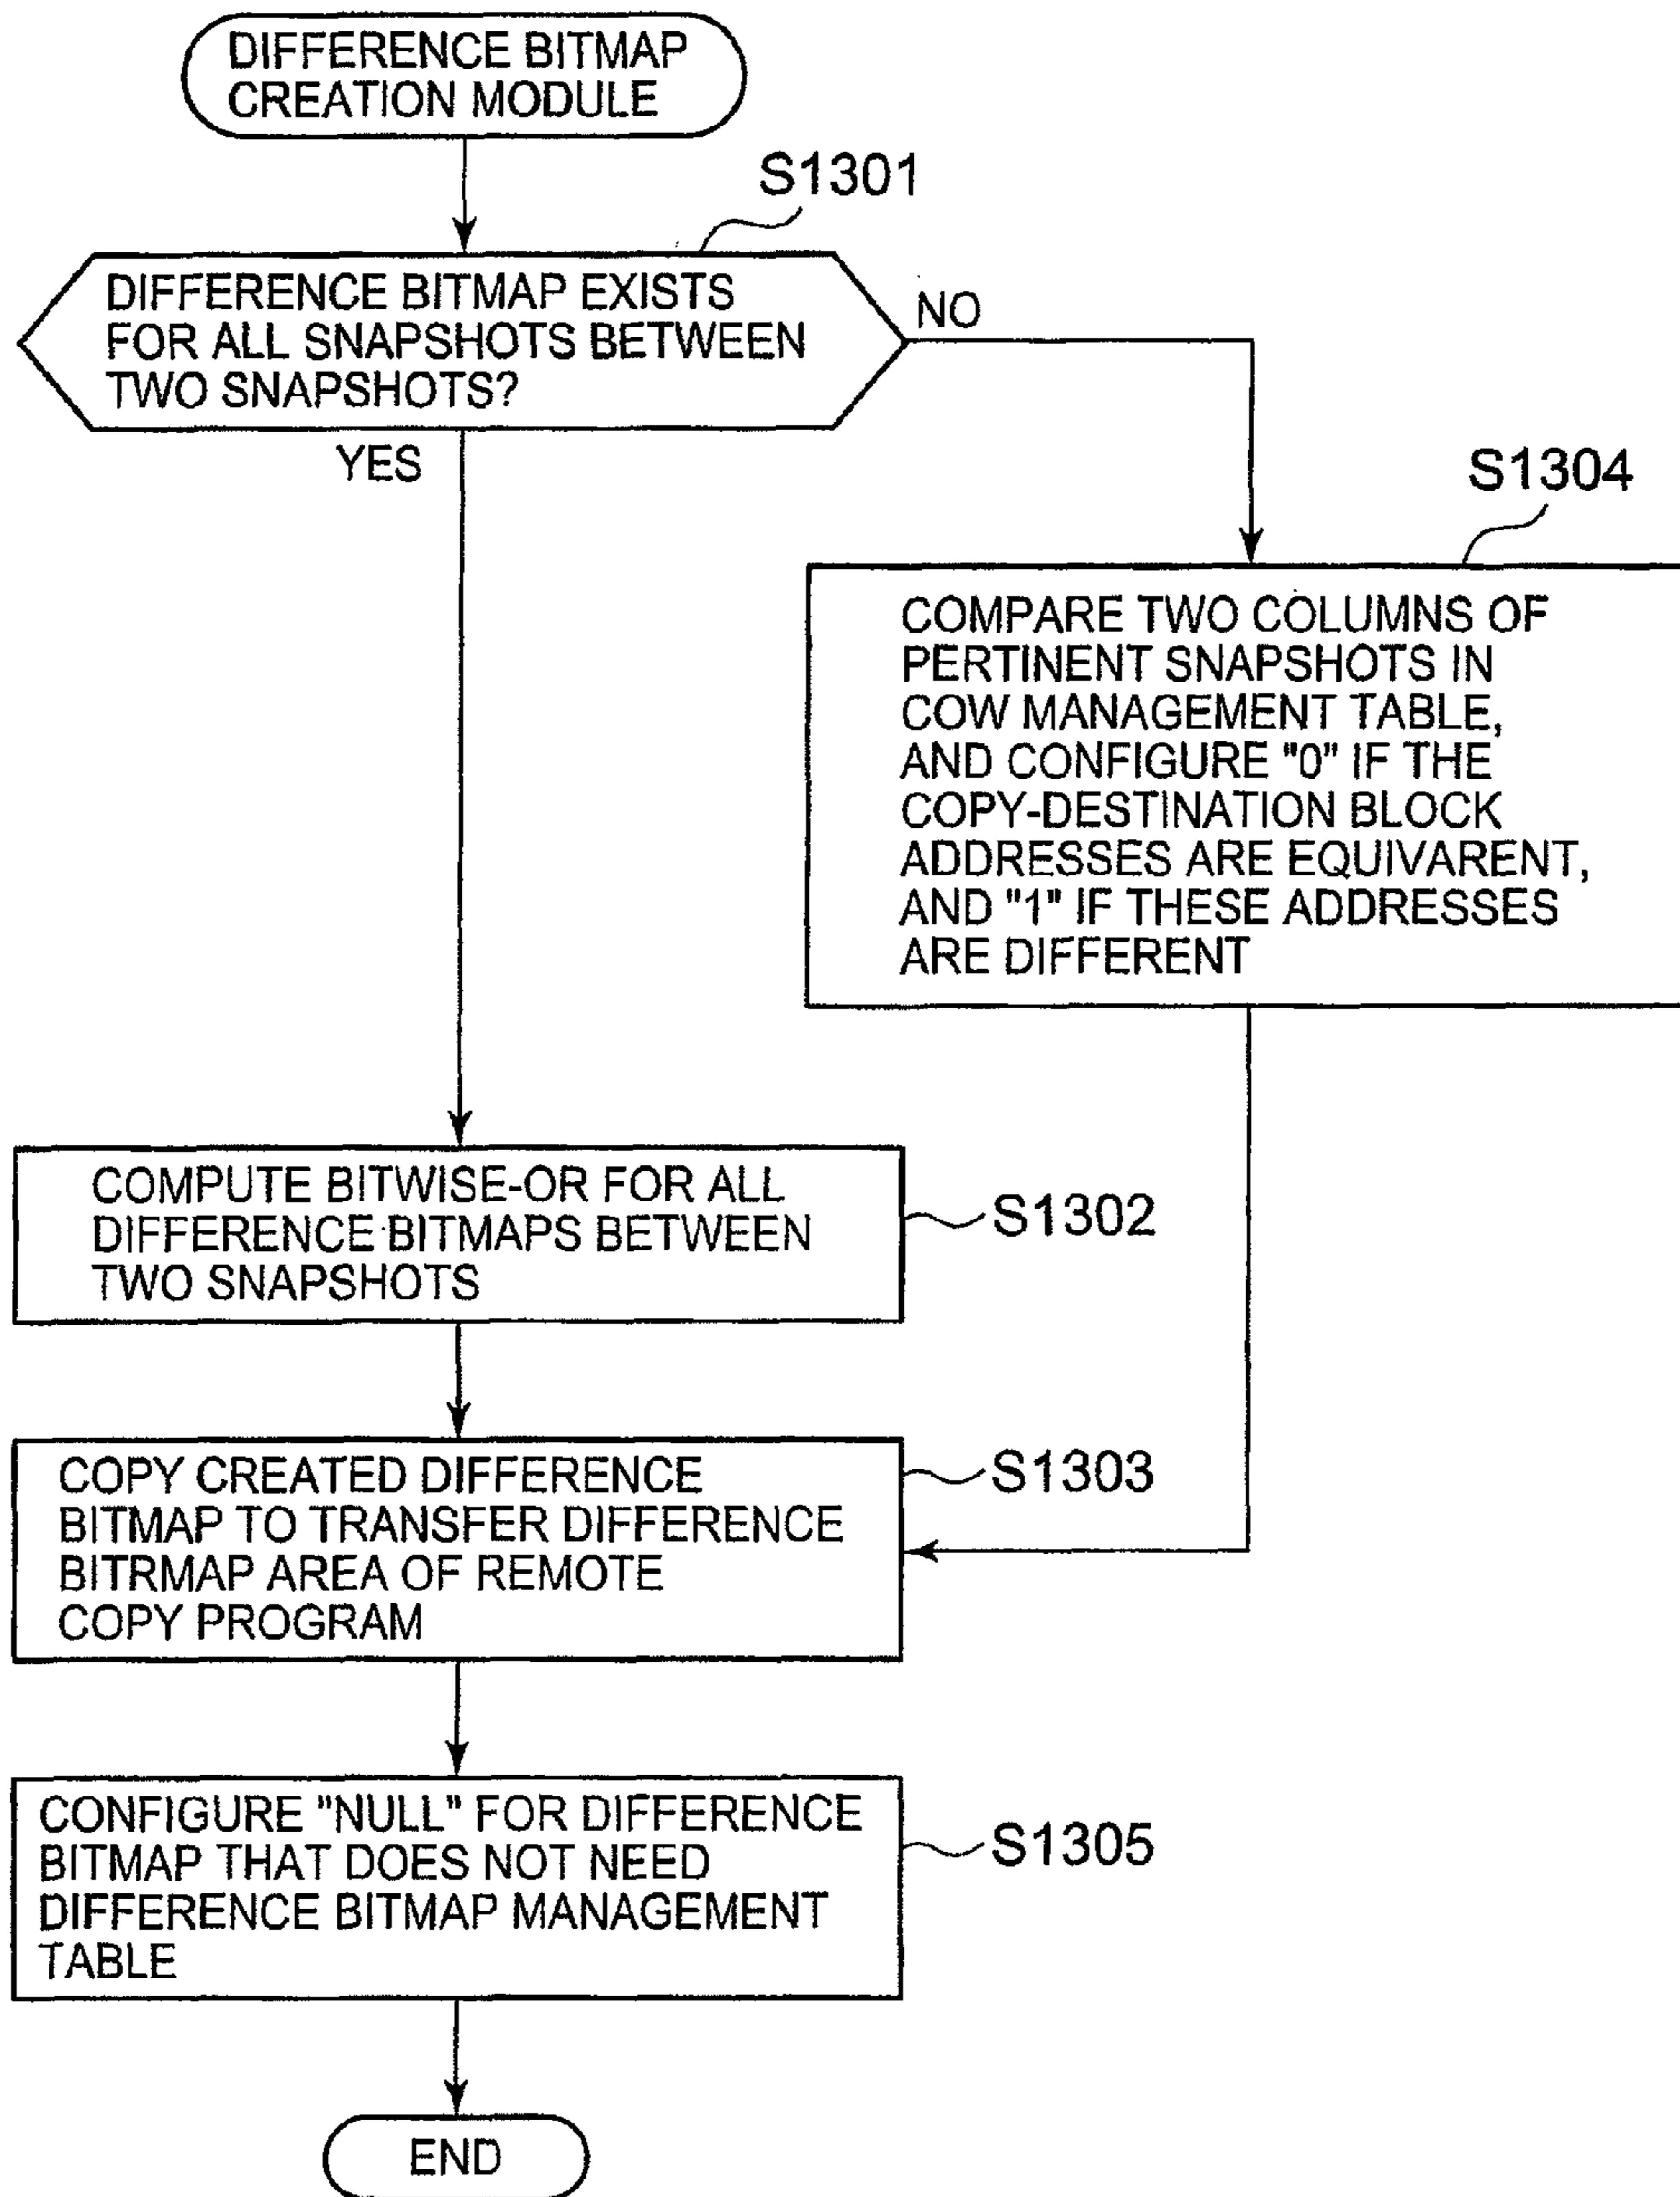 DIFFERENCE BITMAP
CREATION MODULE
S1301
DIFFERENCE BITMAP EXISTS
FOR ALL SNAPSHOTS BETWEEN
TWO SNAPSHOTS?
NO
YES
S1304
COMPARE TWO COLUMNS OF
PERTINENT SNAPSHOTS IN
COW MANAGEMENT TABLE,
AND CONFIGURE "0" IF THE
COPY-DESTINATION BLOCK
ADDRESSES ARE EQUIVARENT,
AND "1" IF THESE ADDRESSES
ARE DIFFERENT
COMPUTE BITWISE-OR FOR ALL
DIFFERENCE BITMAPS BETWEEN
TWO SNAPSHOTS
S1302
COPY CREATED DIFFERENCE
BITMAP TO TRANSFER DIFFERENCE
BITRMAP AREA OF REMOTE
COPY PROGRAM
S1303
CONFIGURE "NULL" FOR DIFFERENCE
BITMAP THAT DOES NOT NEED
DIFFERENCE BITMAP MANAGEMENT
TABLE
S1305
END